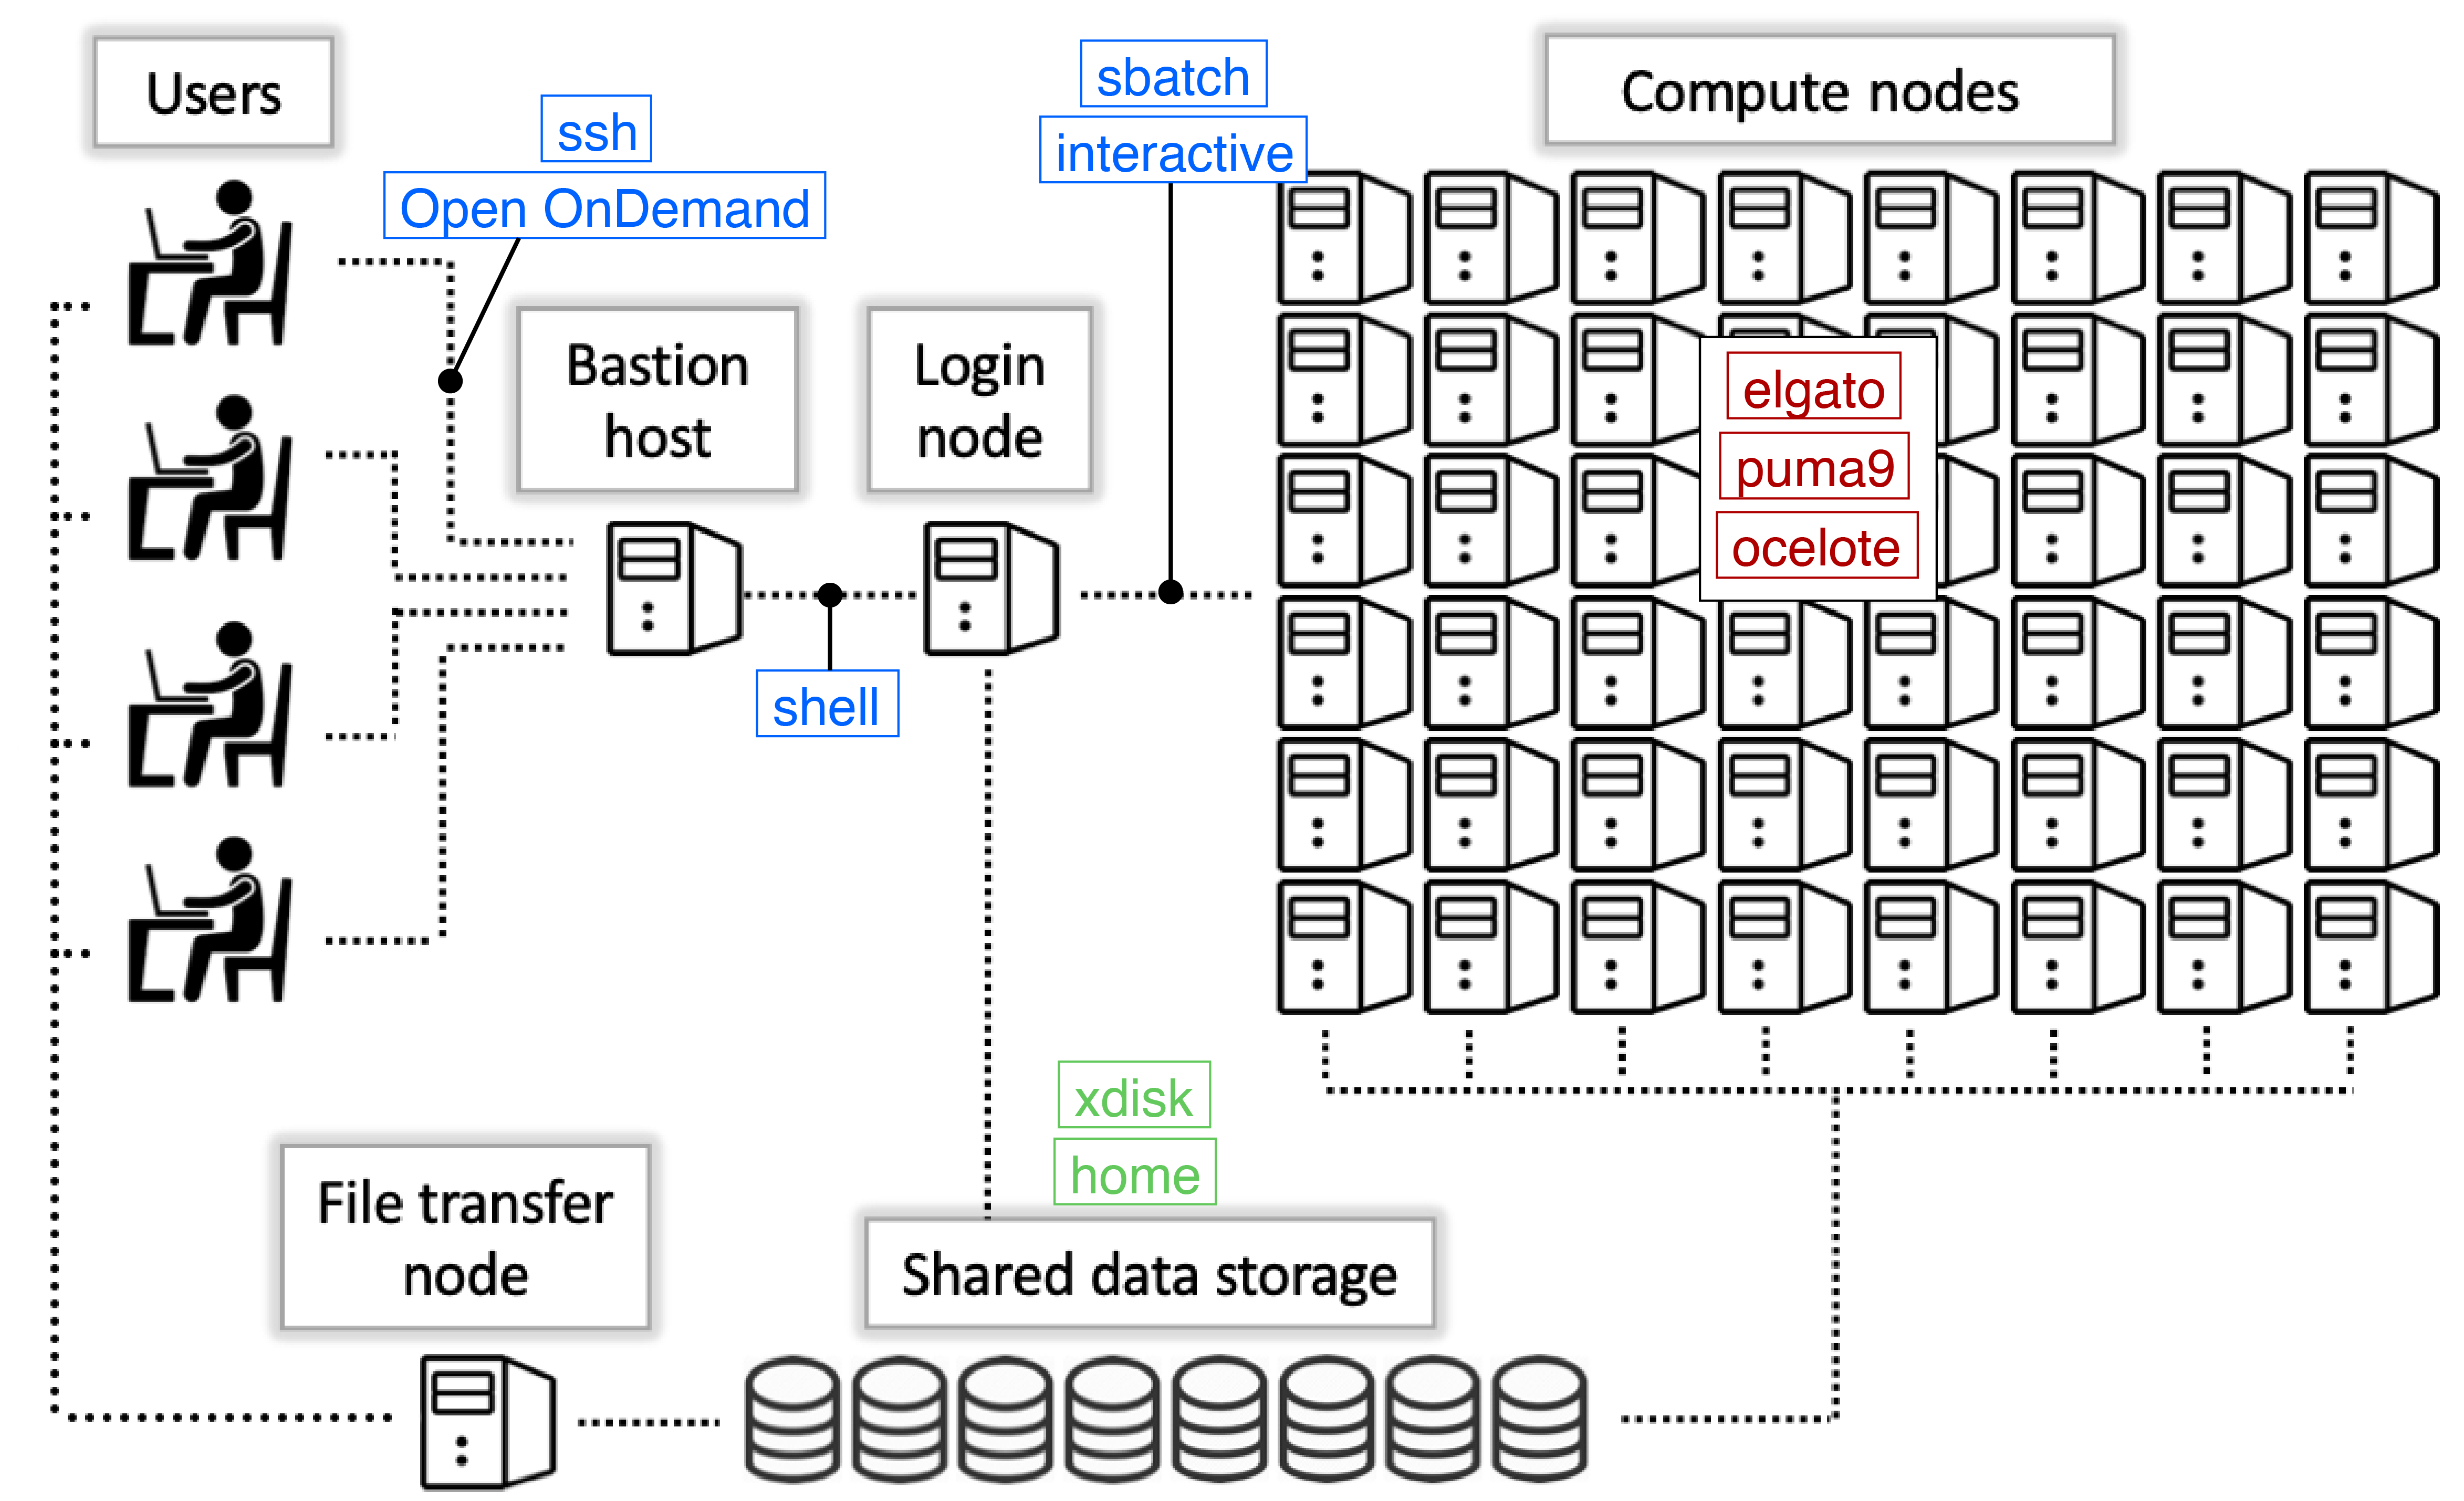 Users
ssh
Open OnDemand
sbatch
interactive
Compute nodes
Bastion
host
Login
node
elgato
puma9
ocelote
shell
xdisk
home
File transfer
node
Shared data storage